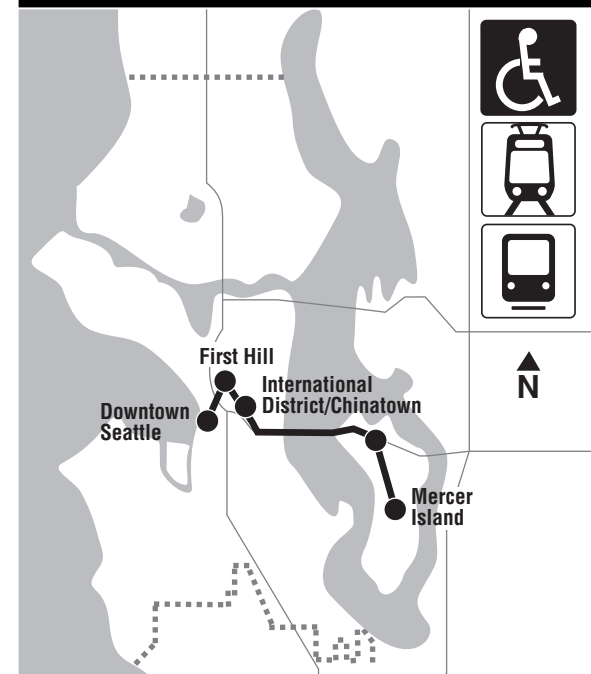 First Hill
International
District/Chinatown
Downtown
Seattle
N
Mercer
Island